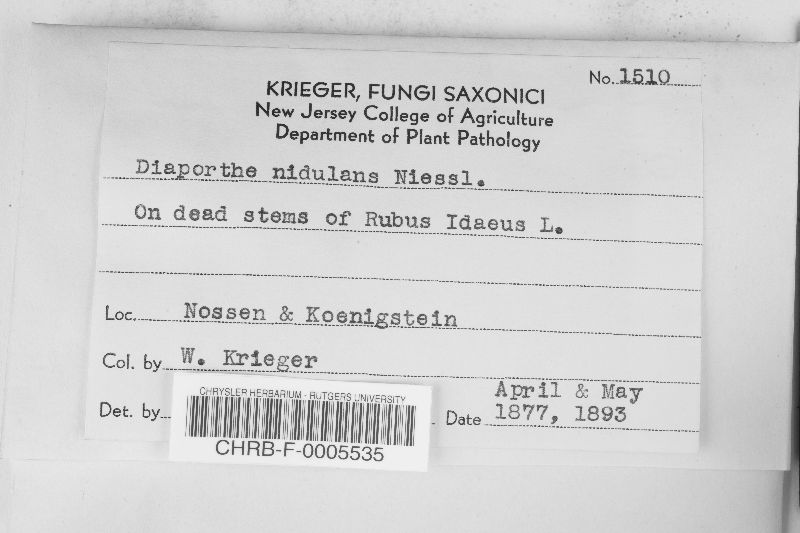 No. 1510
KRIEGER, FUNGI SAXONICI
New Jersey College of Agriculture
Department of Plant Pathology
Diaporthe nidulans Niessl.
On dead stems of Rubus Idaeus L.
Loc. Nossen & Koenigstein
Col. by W. Krieger
Det. by
Date April & May
1877, 1893
CHRYSLER HERBARIUM - RUTGERS UNIVERSITY
CHRB-F-0005535